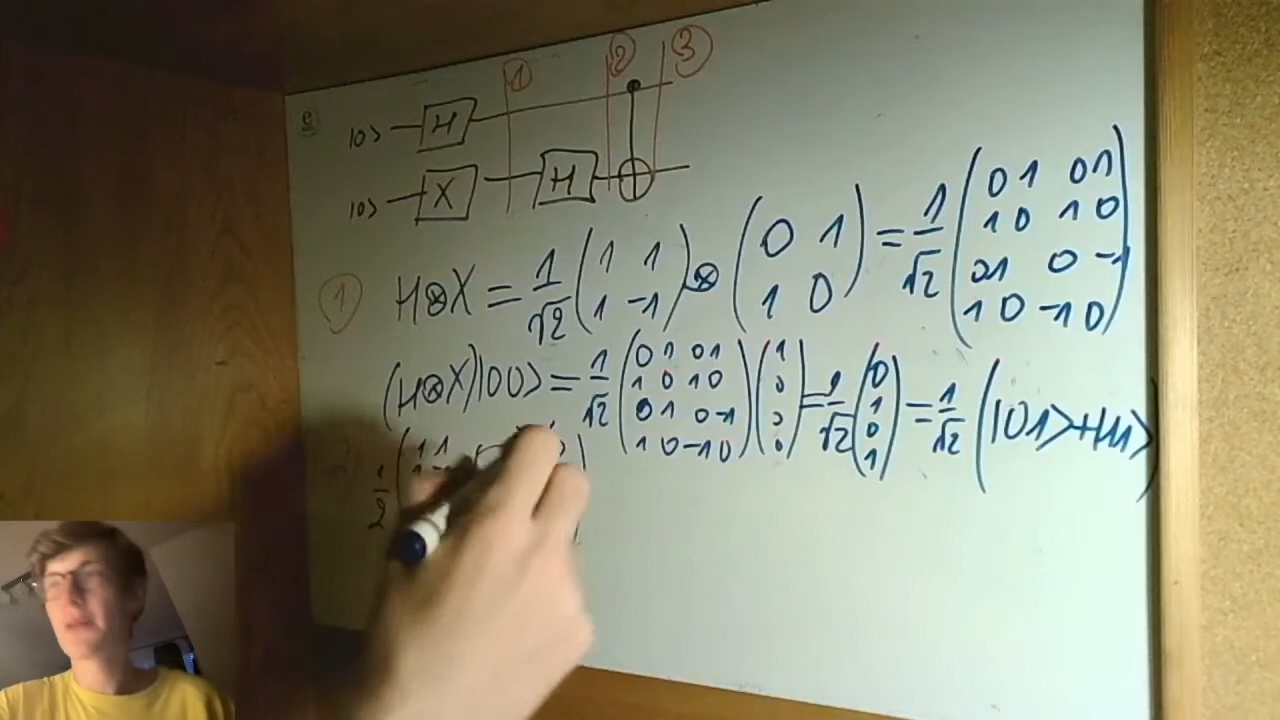 e
1 2 3
|0> H
|0> X H
1 H⊗X = 1/√2 (1 1; 1 -1) ⊗ (0 1; 1 0) = 1/√2 (0 1 0 1; 1 0 1 0; 0 1 0 -1; 1 0 -1 0)
(H⊗X)|00> = 1/√2 (0 1 0 1; 1 0 1 0; 0 1 0 -1; 1 0 -1 0) (1; 0; 0; 0) = 1/√2 (0; 1; 0; 1) = 1/√2 (|01>+|11>)
1/2 (1 1